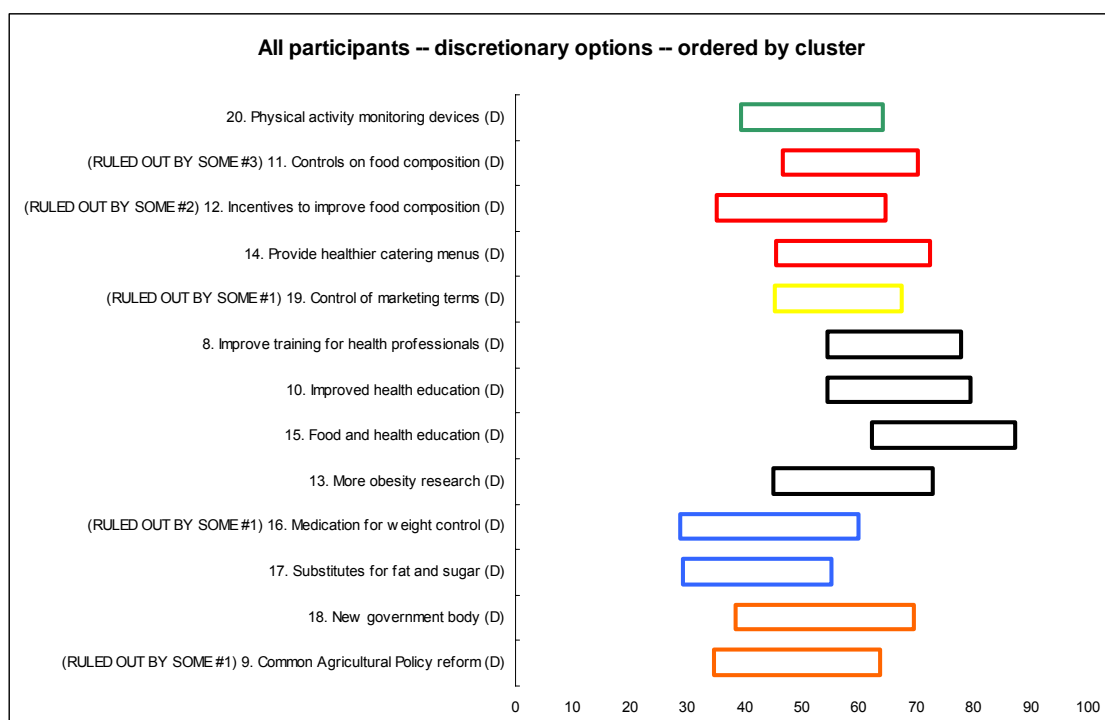 All participants -- discretionary options -- ordered by cluster
20. Physical activity monitoring devices (D)
(RULED OUT BY SOME #3) 11. Controls on food composition (D)
(RULED OUT BY SOME #2) 12. Incentives to improve food composition (D)
14. Provide healthier catering menus (D)
(RULED OUT BY SOME #1) 19. Control of marketing terms (D)
8. Improve training for health professionals (D)
10. Improved health education (D)
15. Food and health education (D)
13. More obesity research (D)
(RULED OUT BY SOME #1) 16. Medication for weight control (D)
17. Substitutes for fat and sugar (D)
18. New government body (D)
(RULED OUT BY SOME #1) 9. Common Agricultural Policy reform (D)
0 10 20 30 40 50 60 70 80 90 100